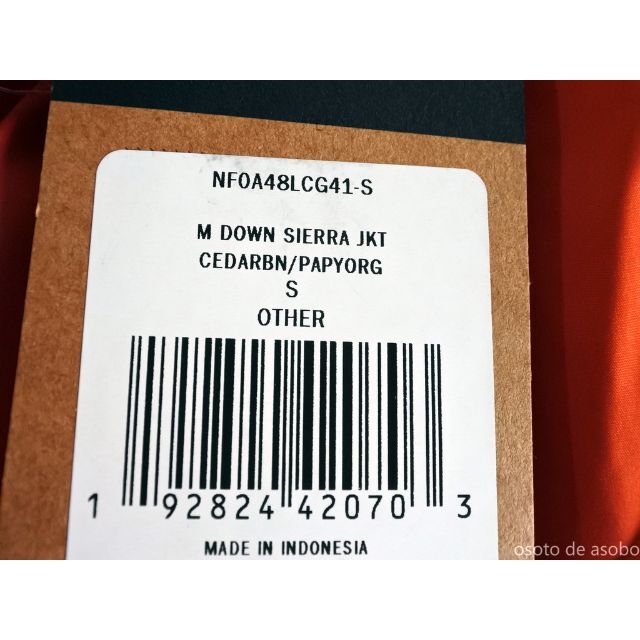 NF0A48LCG41-S
M DOWN SIERRA JKT
CEDARBN/PAPYORG
S
OTHER
1 92824 42070 3
MADE IN INDONESIA
osoto de asobo